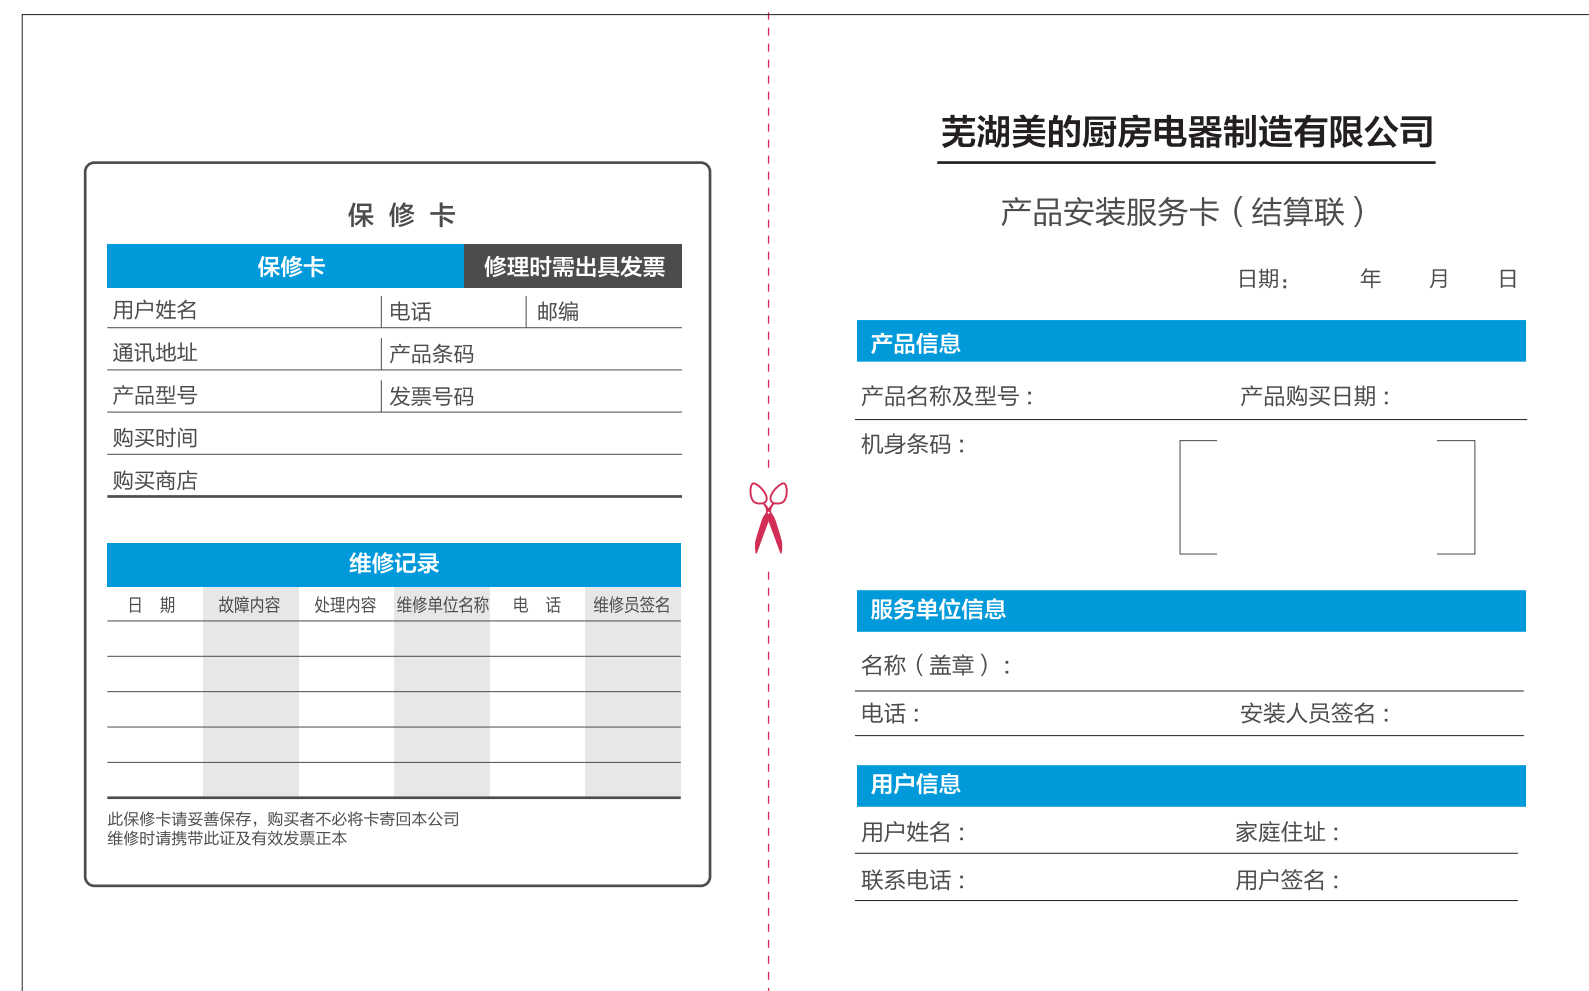 保 修 卡
保修卡 修理时需出具发票
用户姓名 电话 邮编
通讯地址 产品条码
产品型号 发票号码
购买时间
购买商店
维修记录
日 期 故障内容 处理内容 维修单位名称 电 话 维修员签名
此保修卡请妥善保存，购买者不必将卡寄回本公司
维修时请携带此证及有效发票正本
芜湖美的厨房电器制造有限公司
产品安装服务卡（结算联）
日期： 年 月 日
产品信息
产品名称及型号： 产品购买日期：
机身条码：
服务单位信息
名称（盖章）：
电话： 安装人员签名：
用户信息
用户姓名： 家庭住址：
联系电话： 用户签名：